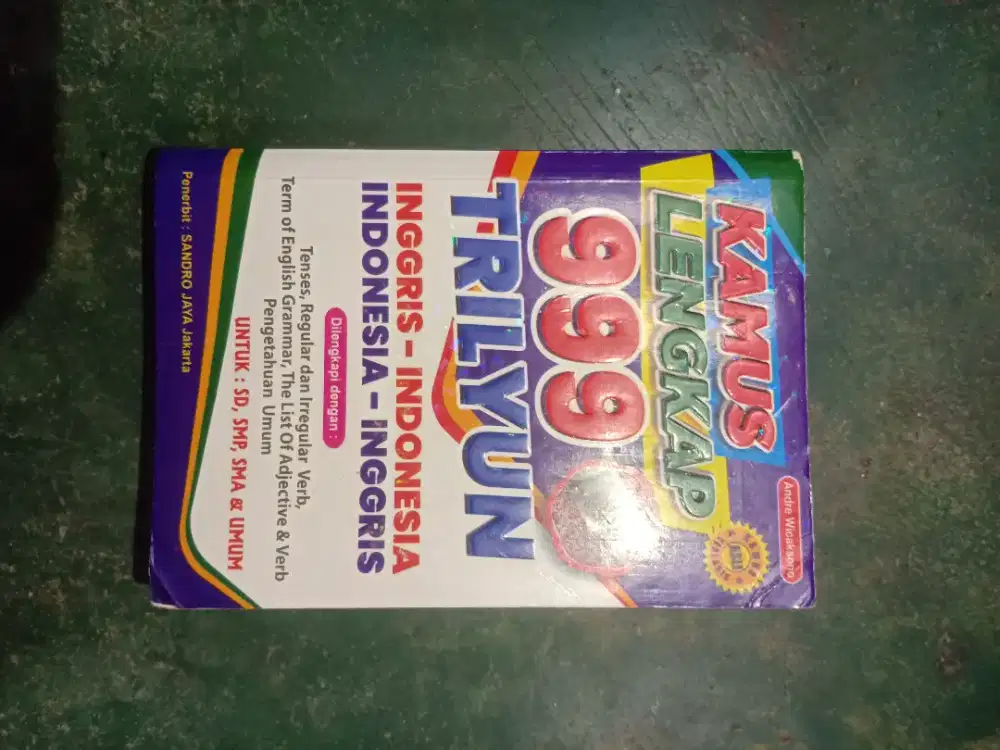 Andre Wicaksono
KAMUS
LENGKAP
999
TRILYUN
INGGRIS - INDONESIA
INDONESIA - INGGRIS
Dilengkapi dengan :
Tenses, Regular dan Irregular Verb,
Term of English Grammar, The List Of Adjective & Verb
Pengetahuan Umum
UNTUK : SD, SMP, SMA & UMUM
Penerbit : SANDRO JAYA Jakarta